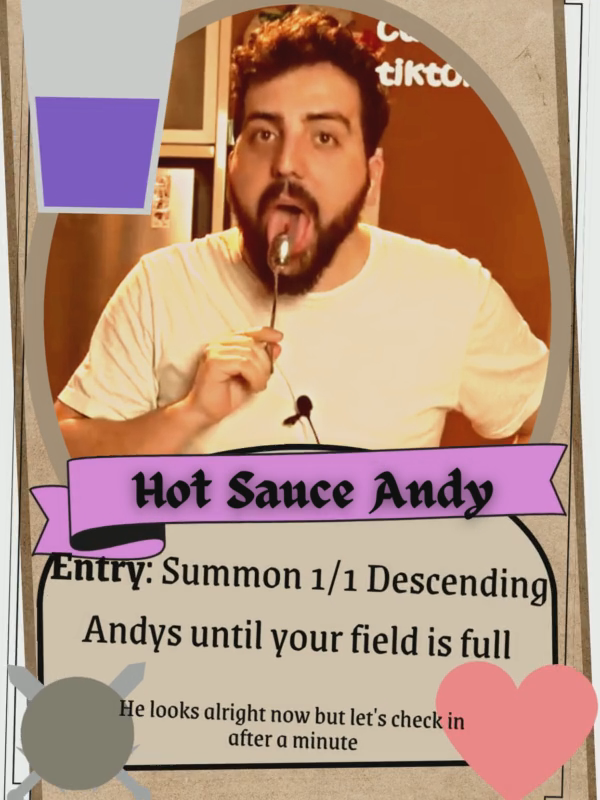 tikto
Hot Sauce Andy
Entry: Summon 1/1 Descending
Andys until your field is full
He looks alright now but let's check in
after a minute